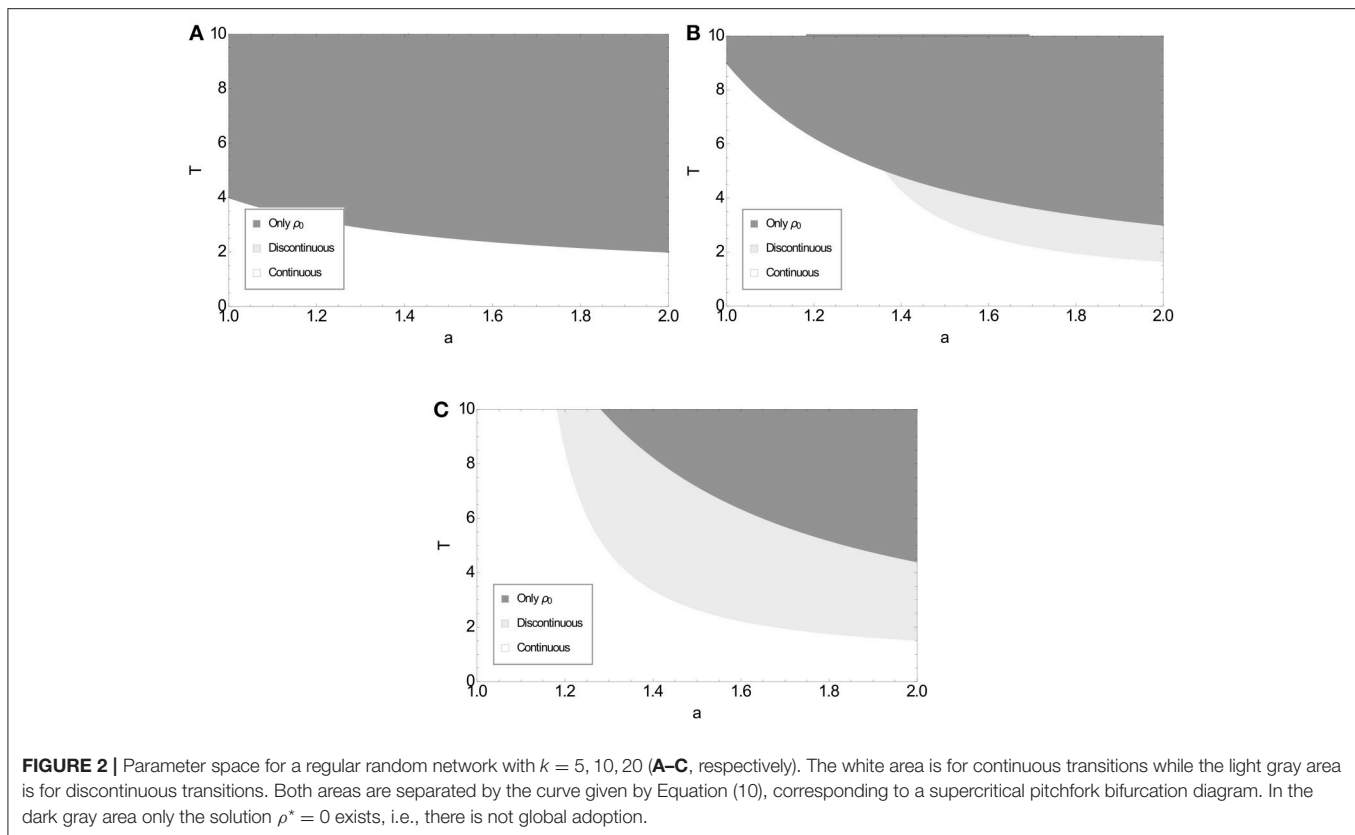 A
10
8
6
T
4
2
0
Only ρ0
Discontinuous
Continuous
1.0 1.2 1.4 1.6 1.8 2.0
a
B
10
8
6
T
4
2
0
Only ρ0
Discontinuous
Continuous
1.0 1.2 1.4 1.6 1.8 2.0
a
C
10
8
6
T
4
2
0
Only ρ0
Discontinuous
Continuous
1.0 1.2 1.4 1.6 1.8 2.0
a
FIGURE 2 | Parameter space for a regular random network with k = 5, 10, 20 (A–C, respectively). The white area is for continuous transitions while the light gray area
is for discontinuous transitions. Both areas are separated by the curve given by Equation (10), corresponding to a supercritical pitchfork bifurcation diagram. In the
dark gray area only the solution ρ* = 0 exists, i.e., there is not global adoption.